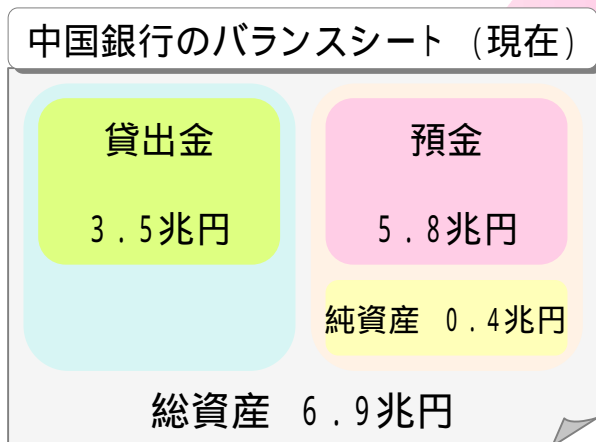 中国銀行のバランスシート (現在)
貸出金
3.5兆円
預金
5.8兆円
純資産 0.4兆円
総資産 6.9兆円